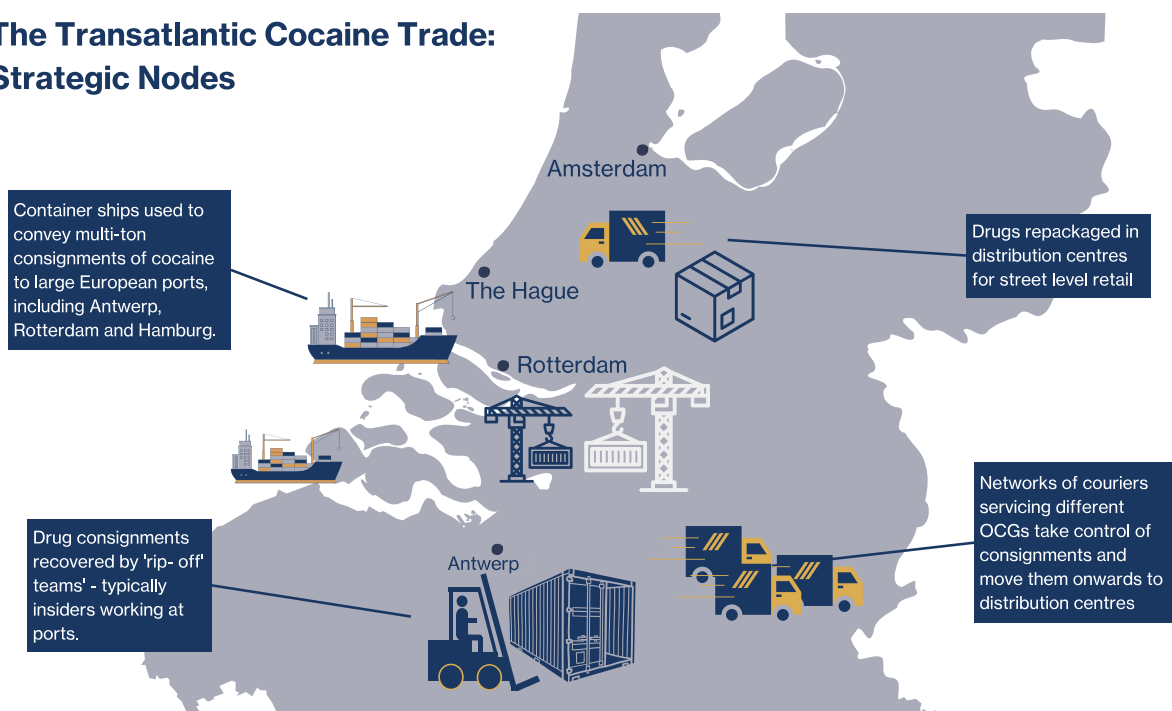 he Transatlantic Cocaine Trade:
Strategic Nodes
Amsterdam
Container ships used to
convey multi-ton
consignments of cocaine
to large European ports,
including Antwerp,
Rotterdam and Hamburg.
Drugs repackaged in
distribution centres
for street level retail
The Hague
Rotterdam
Networks of couriers
servicing different
OCGs take control of
consignments and
move them onwards to
distribution centres
Drug consignments
recovered by 'rip- off'
teams' - typically
insiders working at
ports.
Antwerp